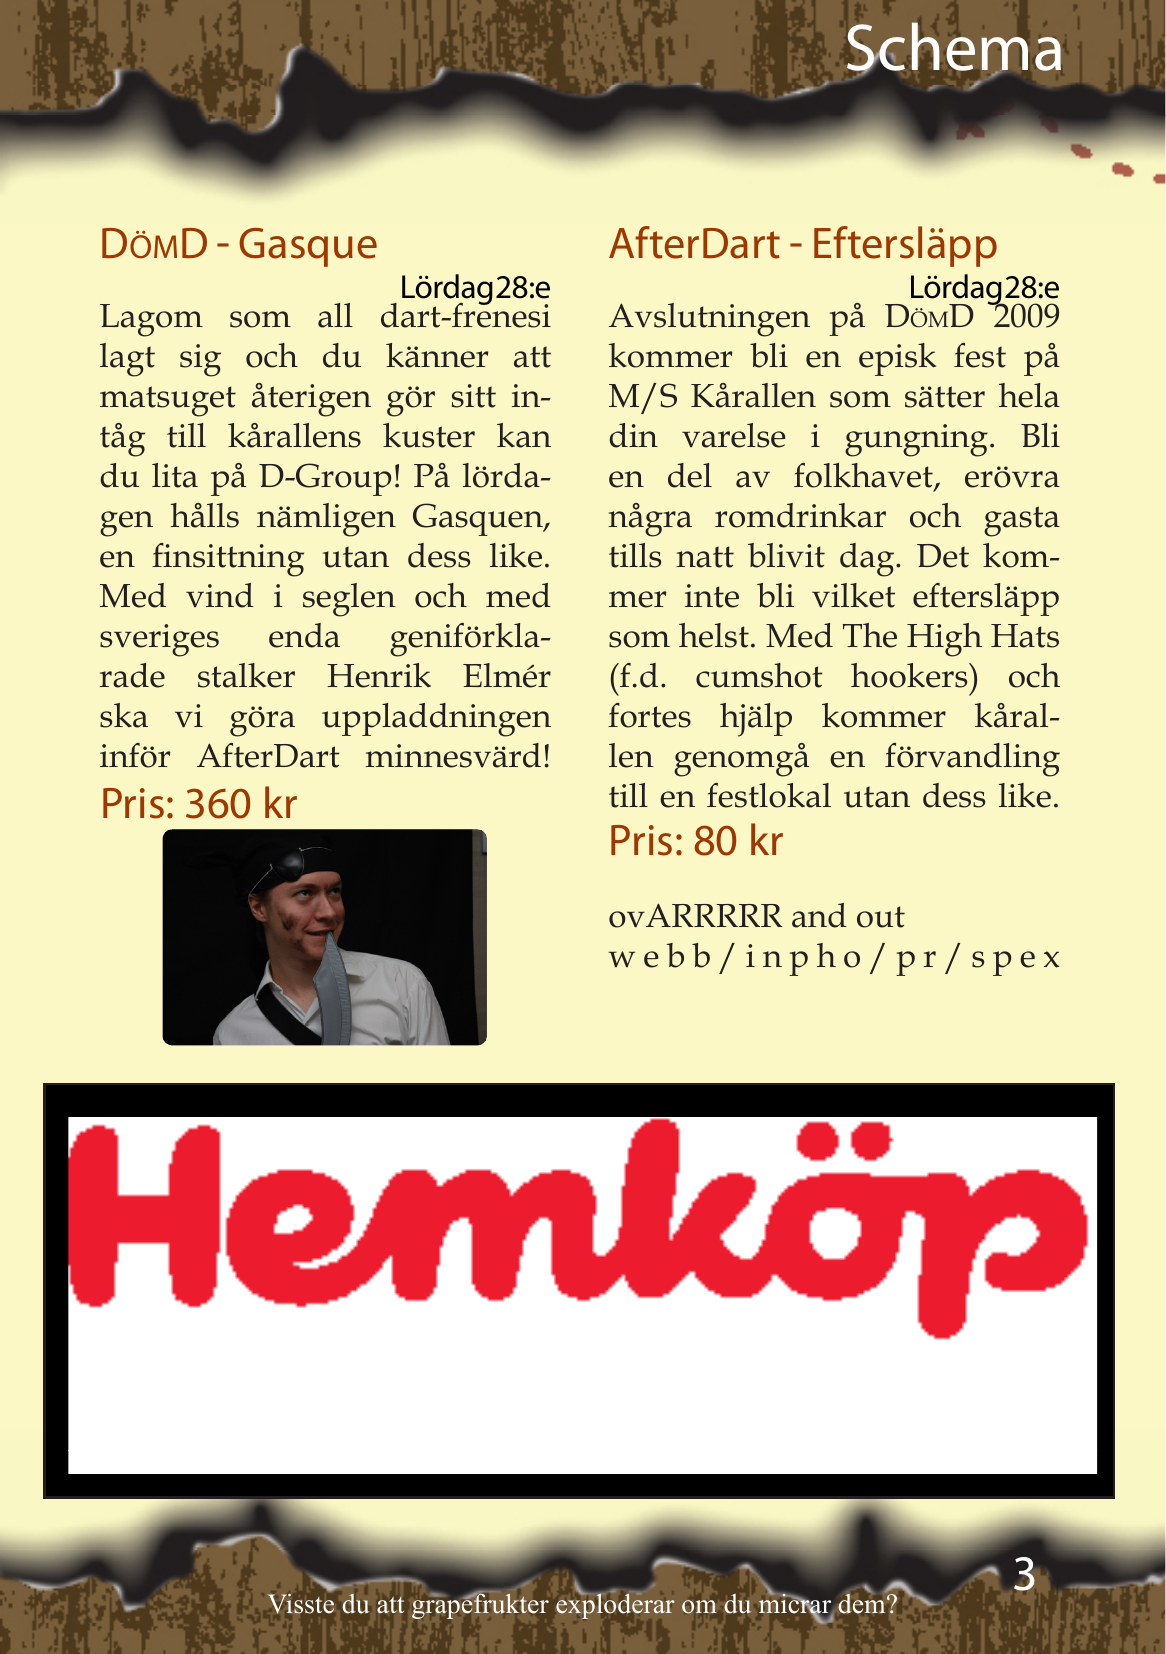 Schema
DömD - Gasque
Lördag28:e
Lagom som all dart-frenesi
lagt sig och du känner att
matsuget återigen gör sitt in-
tåg till kårallens kuster kan
du lita på D-Group! På lörda-
gen hålls nämligen Gasquen,
en finsittning utan dess like.
Med vind i seglen och med
sveriges enda geniförkla-
rade stalker Henrik Elmér
ska vi göra uppladdningen
inför AfterDart minnesvärd!
Pris: 360 kr
AfterDart - Eftersläpp
Lördag28:e
Avslutningen på DömD 2009
kommer bli en episk fest på
M/S Kårallen som sätter hela
din varelse i gungning. Bli
en del av folkhavet, erövra
några romdrinkar och gasta
tills natt blivit dag. Det kom-
mer inte bli vilket eftersläpp
som helst. Med The High Hats
(f.d. cumshot hookers) och
fortes hjälp kommer kåral-
len genomgå en förvandling
till en festlokal utan dess like.
Pris: 80 kr
ovARRRRR and out
webb/inpho/pr/spex
Hemköp
3
Visste du att grapefrukter exploderar om du micrar dem?